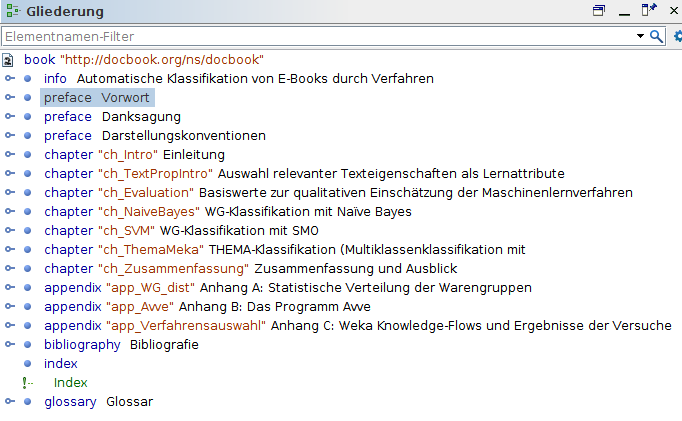 Gliederung
Elementnamen-Filter
book "http://docbook.org/ns/docbook"
info Automatische Klassifikation von E-Books durch Verfahren
preface Vorwort
preface Danksagung
preface Darstellungskonventionen
chapter "ch_Intro" Einleitung
chapter "ch_TextPropIntro" Auswahl relevanter Texteigenschaften als Lernattribute
chapter "ch_Evaluation" Basiswerte zur qualitativen Einschätzung der Maschinenlernverfahren
chapter "ch_NaiveBayes" WG-Klassifikation mit Naïve Bayes
chapter "ch_SVM" WG-Klassifikation mit SMO
chapter "ch_ThemaMeka" THEMA-Klassifikation (Multiklassenklassifikation mit
chapter "ch_Zusammenfassung" Zusammenfassung und Ausblick
appendix "app_WG_dist" Anhang A: Statistische Verteilung der Warengruppen
appendix "app_Avve" Anhang B: Das Programm Avve
appendix "app_Verfahrensauswahl" Anhang C: Weka Knowledge-Flows und Ergebnisse der Versuche
bibliography Bibliografie
index
Index
glossary Glossar